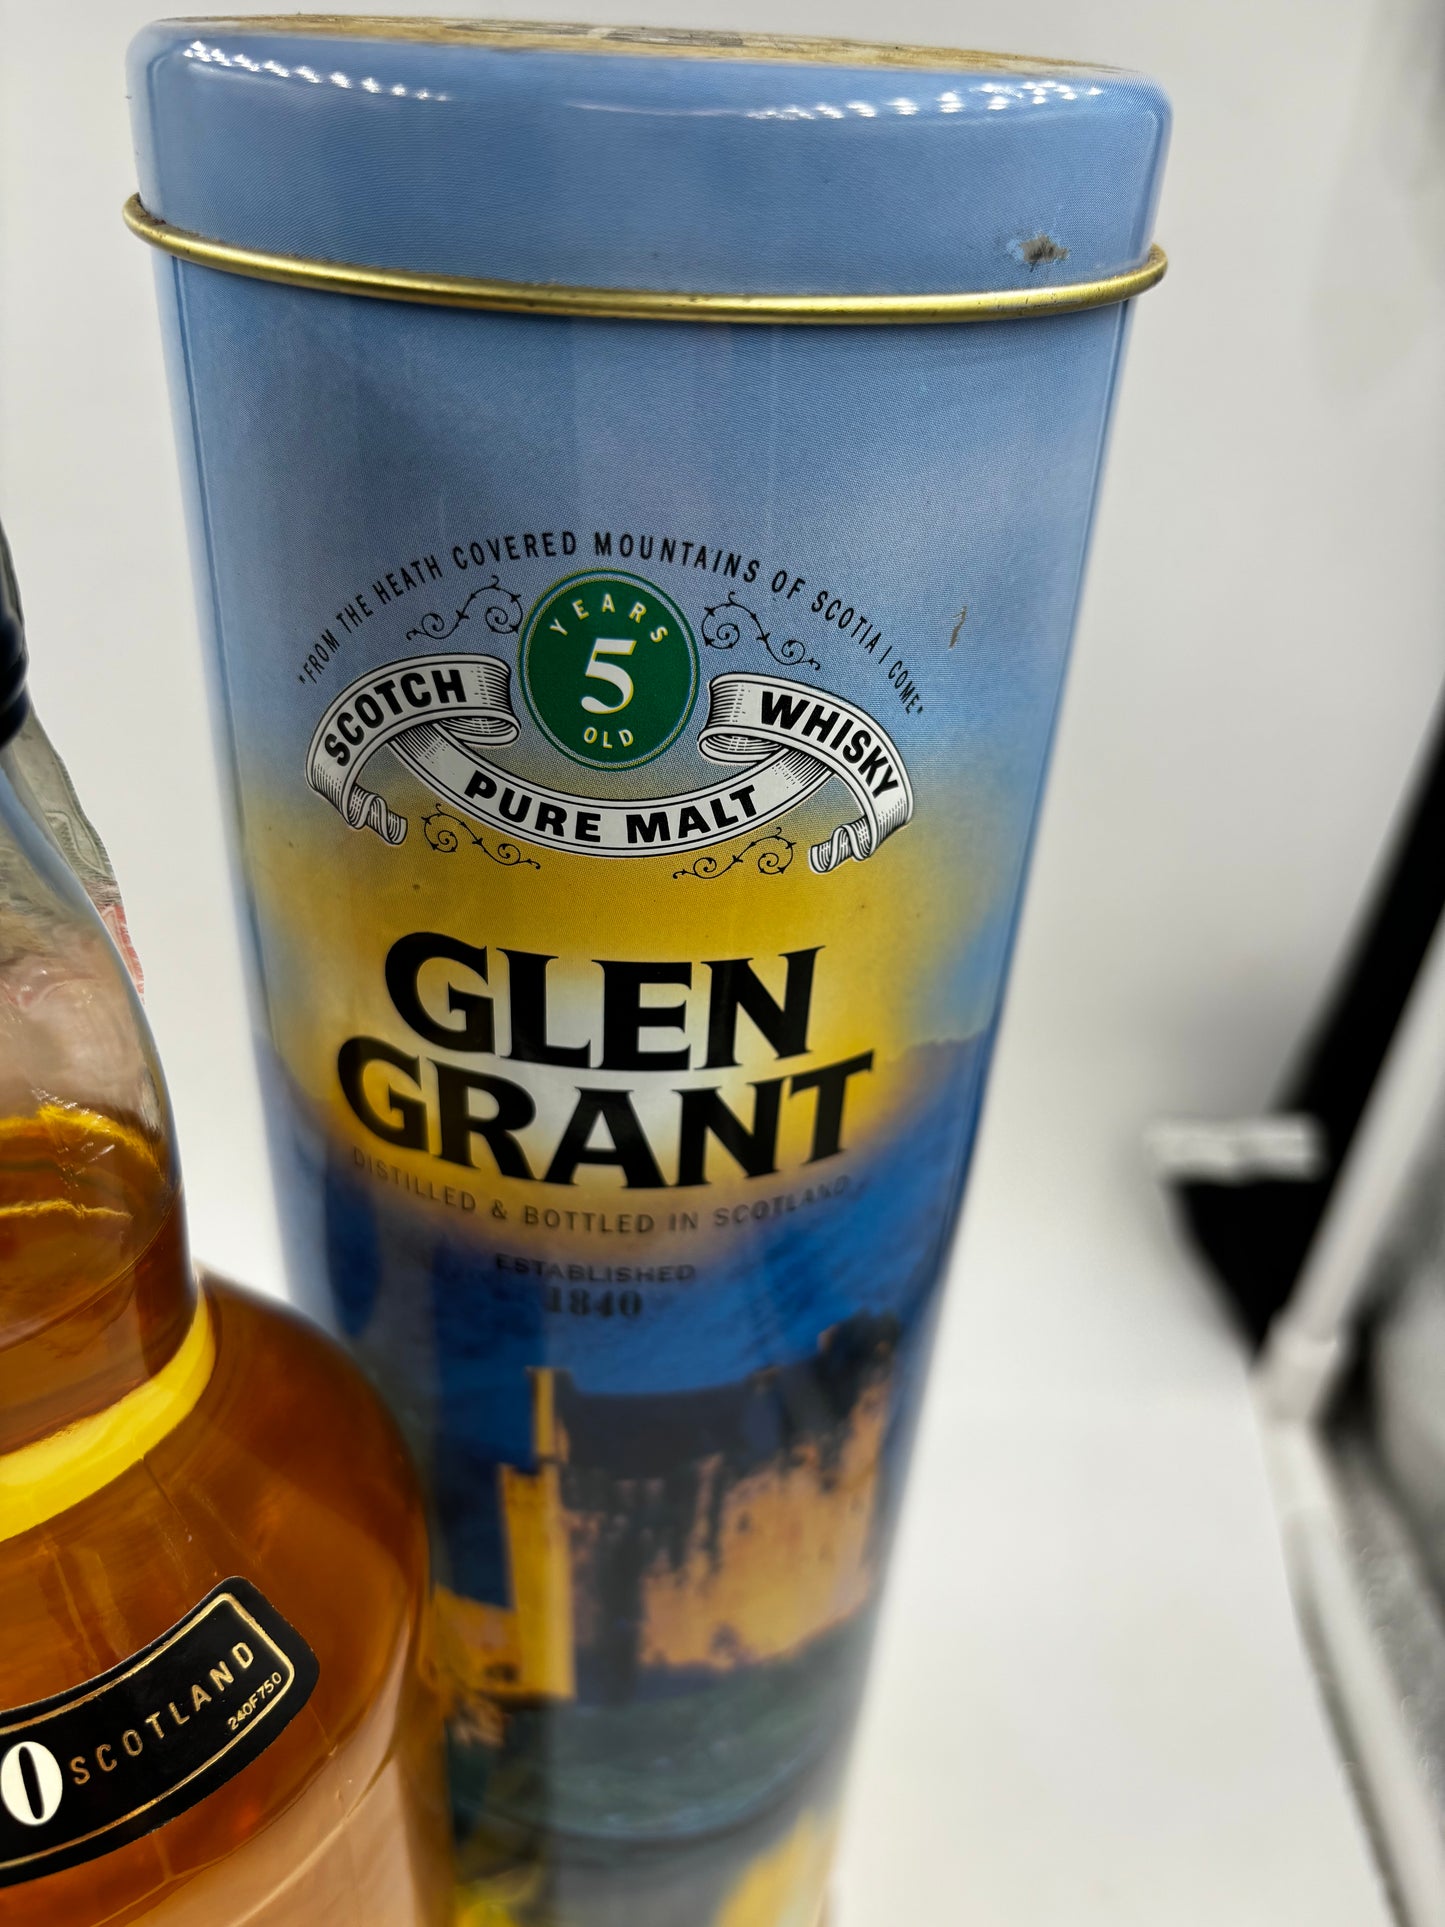 "FROM THE HEATH COVERED MOUNTAINS OF SCOTIA I COME"
YEARS
5
OLD
SCOTCH WHISKY
PURE MALT
GLEN
GRANT
DISTILLED & BOTTLED IN SCOTLAND
ESTABLISHED
1840
0 SCOTLAND
240F750